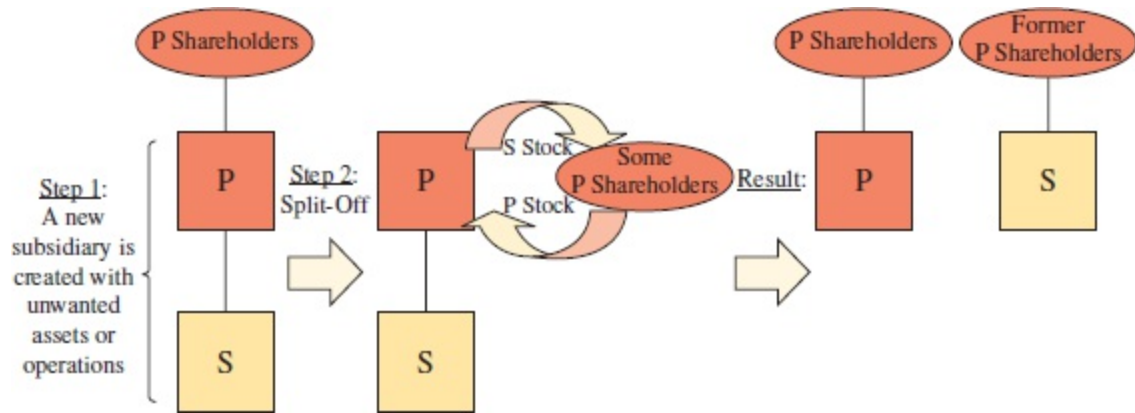 P Shareholders
P
S
Step 1:
A new
subsidiary is
created with
unwanted
assets or
operations
Step 2:
Split-Off
P
S
S Stock
P Stock
Some
P Shareholders
Result:
P Shareholders
P
Former
P Shareholders
S